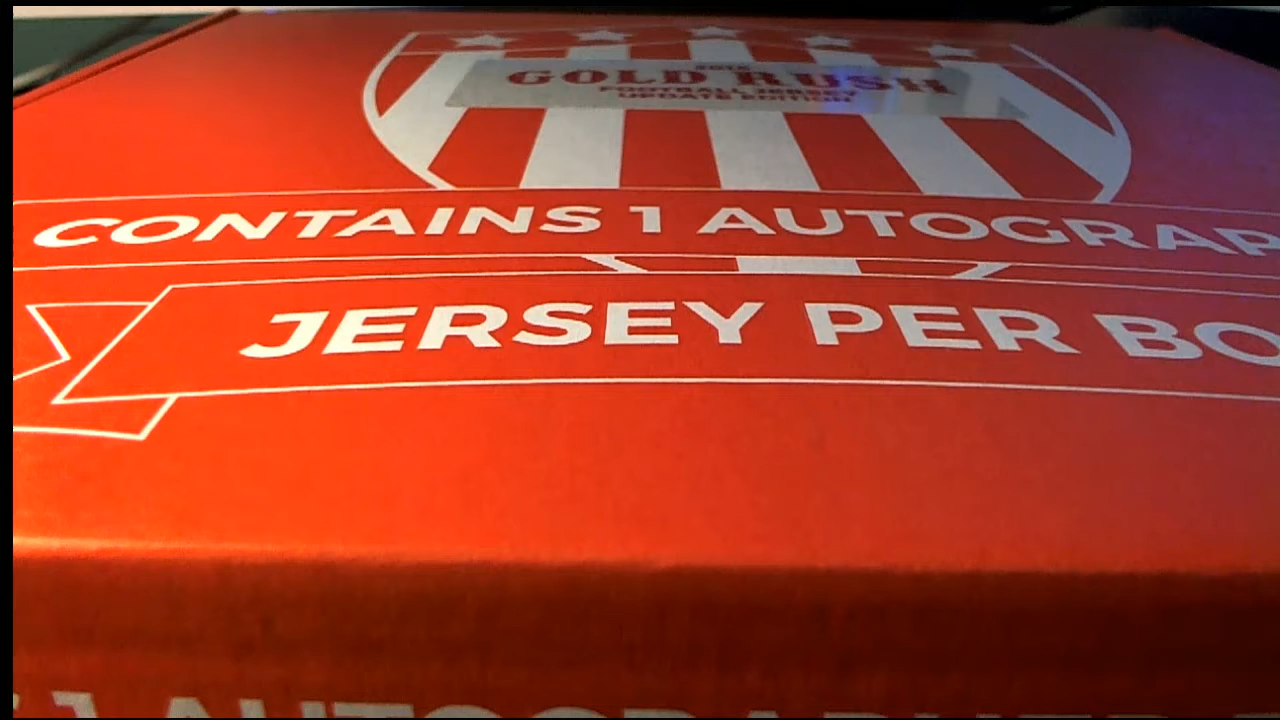 GOLD RUSH
FOOTBALL JERSEY
UPDATE EDITION
CONTAINS 1 AUTOGRAP
JERSEY PER BO